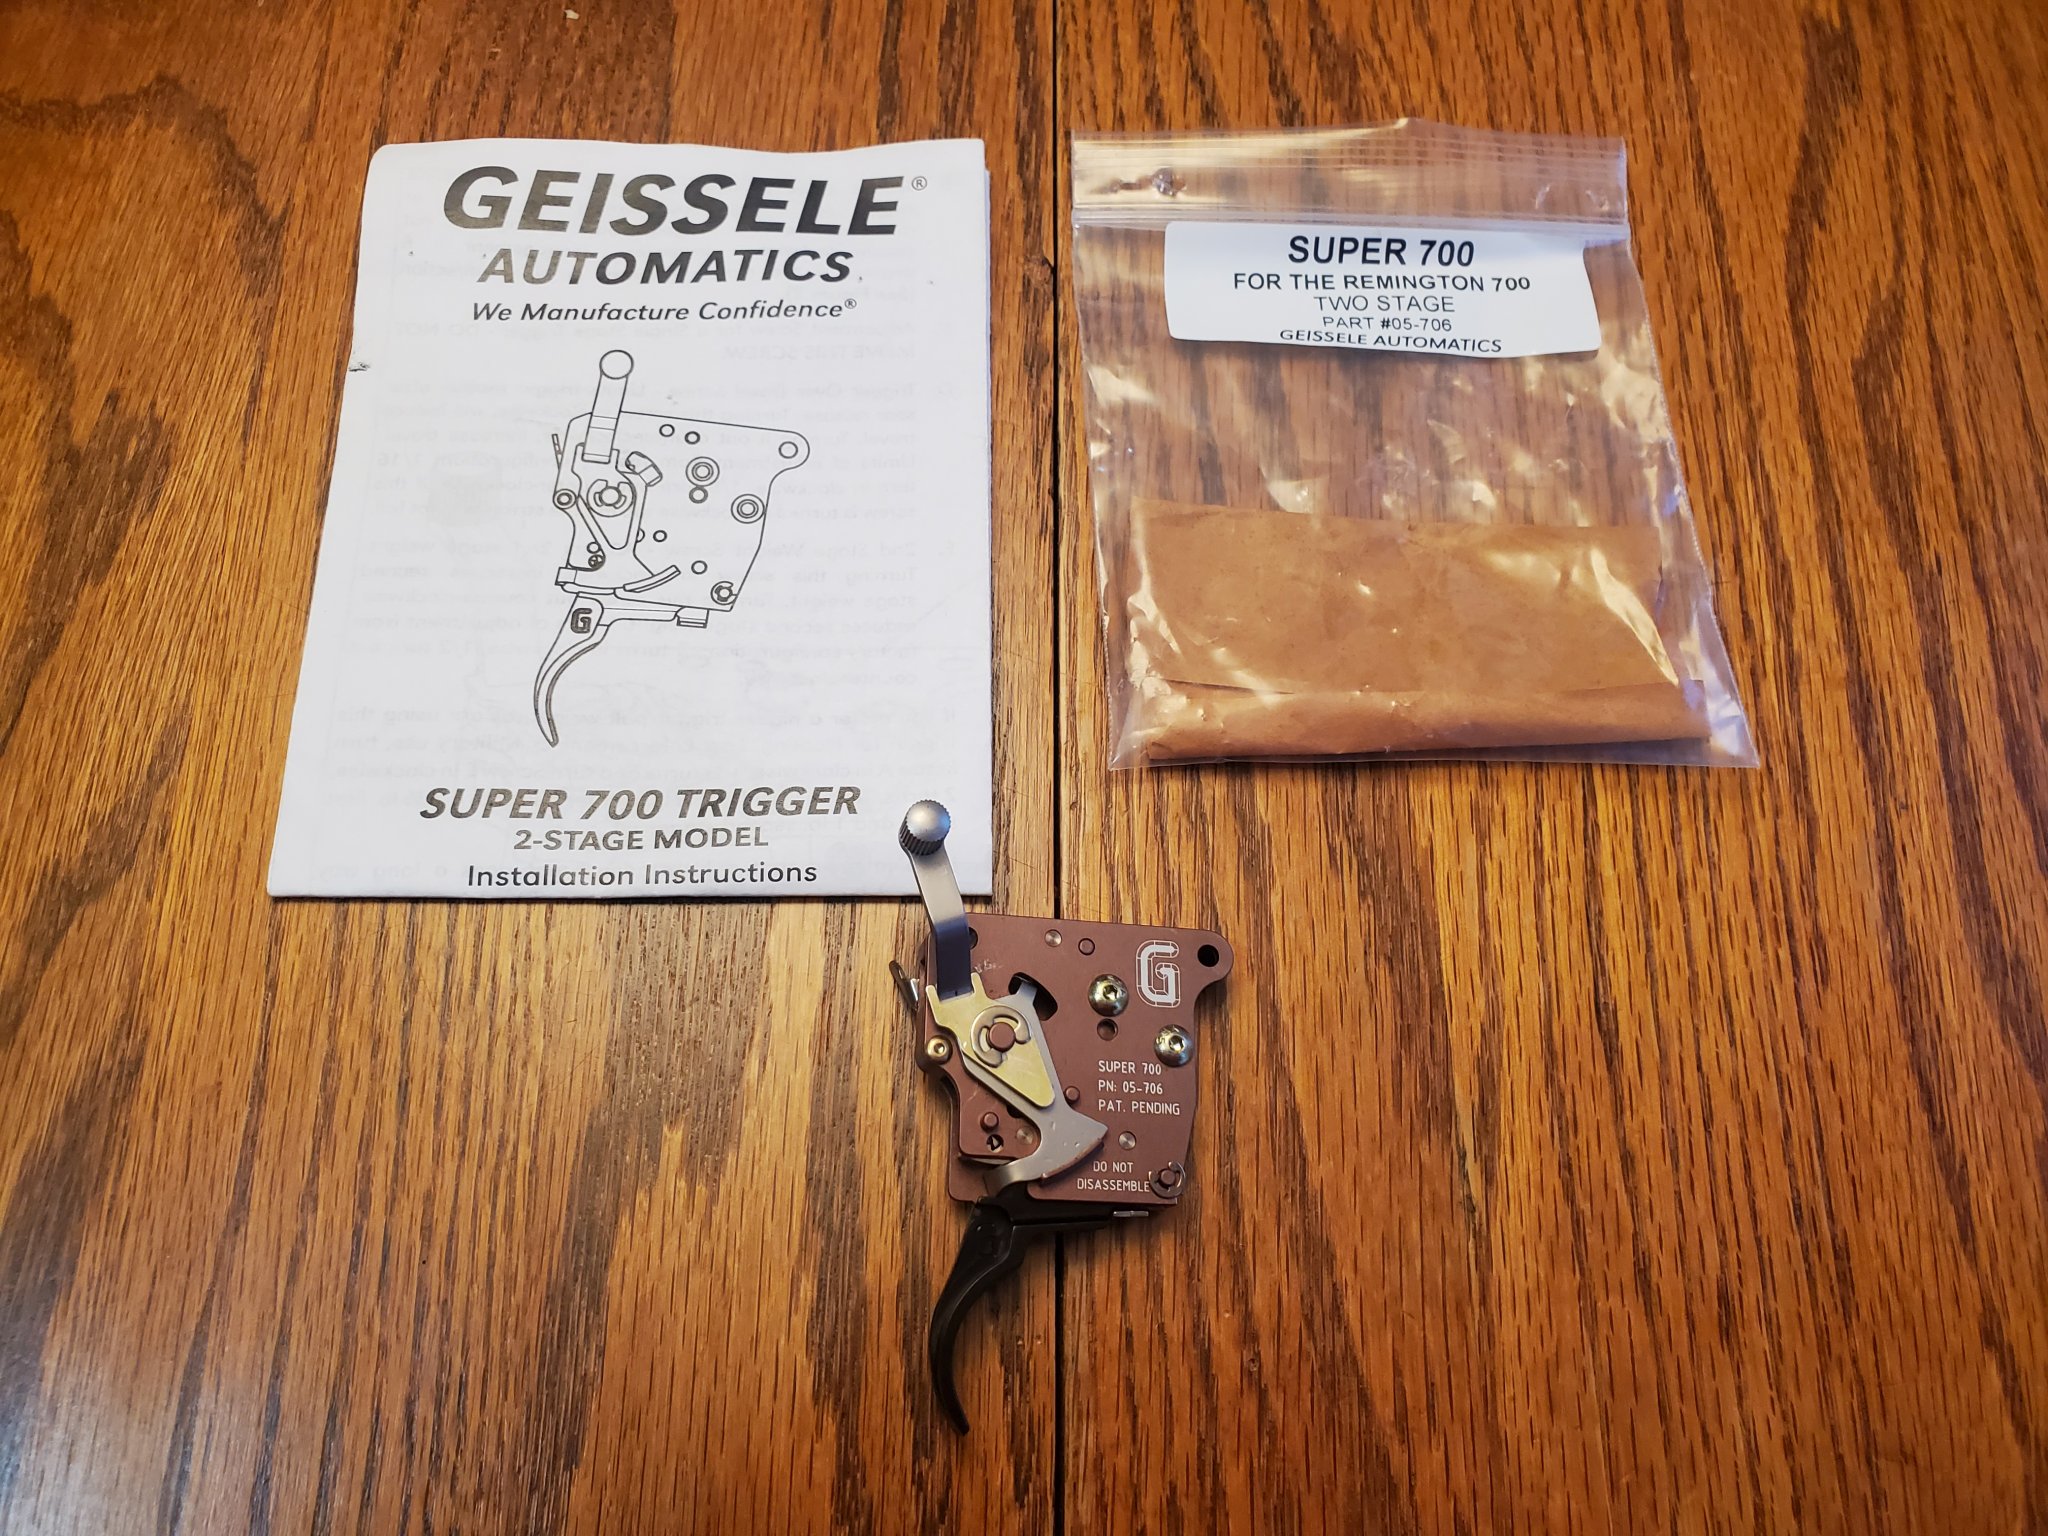 GEISSELE®
AUTOMATICS
We Manufacture Confidence®
G
SUPER 700 TRIGGER
2-STAGE MODEL
Installation Instructions
SUPER 700
FOR THE REMINGTON 700
TWO STAGE
PART #05-706
GEISSELE AUTOMATICS
G
SUPER 700
PN: 05-706
PAT. PENDING
DO NOT
DISASSEMBLE